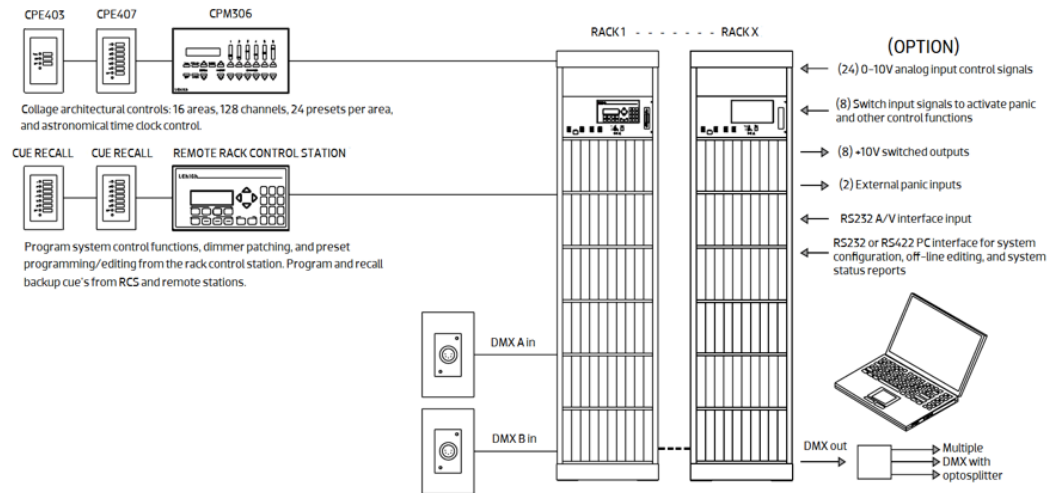 CPE403
CPE407
CPM306
Collage architectural controls: 16 areas, 128 channels, 24 presets per area,
and astronomical time clock control.
CUE RECALL
CUE RECALL
REMOTE RACK CONTROL STATION
Program system control functions, dimmer patching, and preset
programming/editing from the rack control station. Program and recall
backup cue's from RCS and remote stations.
DMX A in
DMX B in
RACK 1 - - - - - - - RACK X
(OPTION)
(24) 0-10V analog input control signals
(8) Switch input signals to activate panic
and other control functions
(8) +10V switched outputs
(2) External panic inputs
RS232 A/V interface input
RS232 or RS422 PC interface for system
configuration, off-line editing, and system
status reports
DMX out
Multiple
DMX with
optosplitter